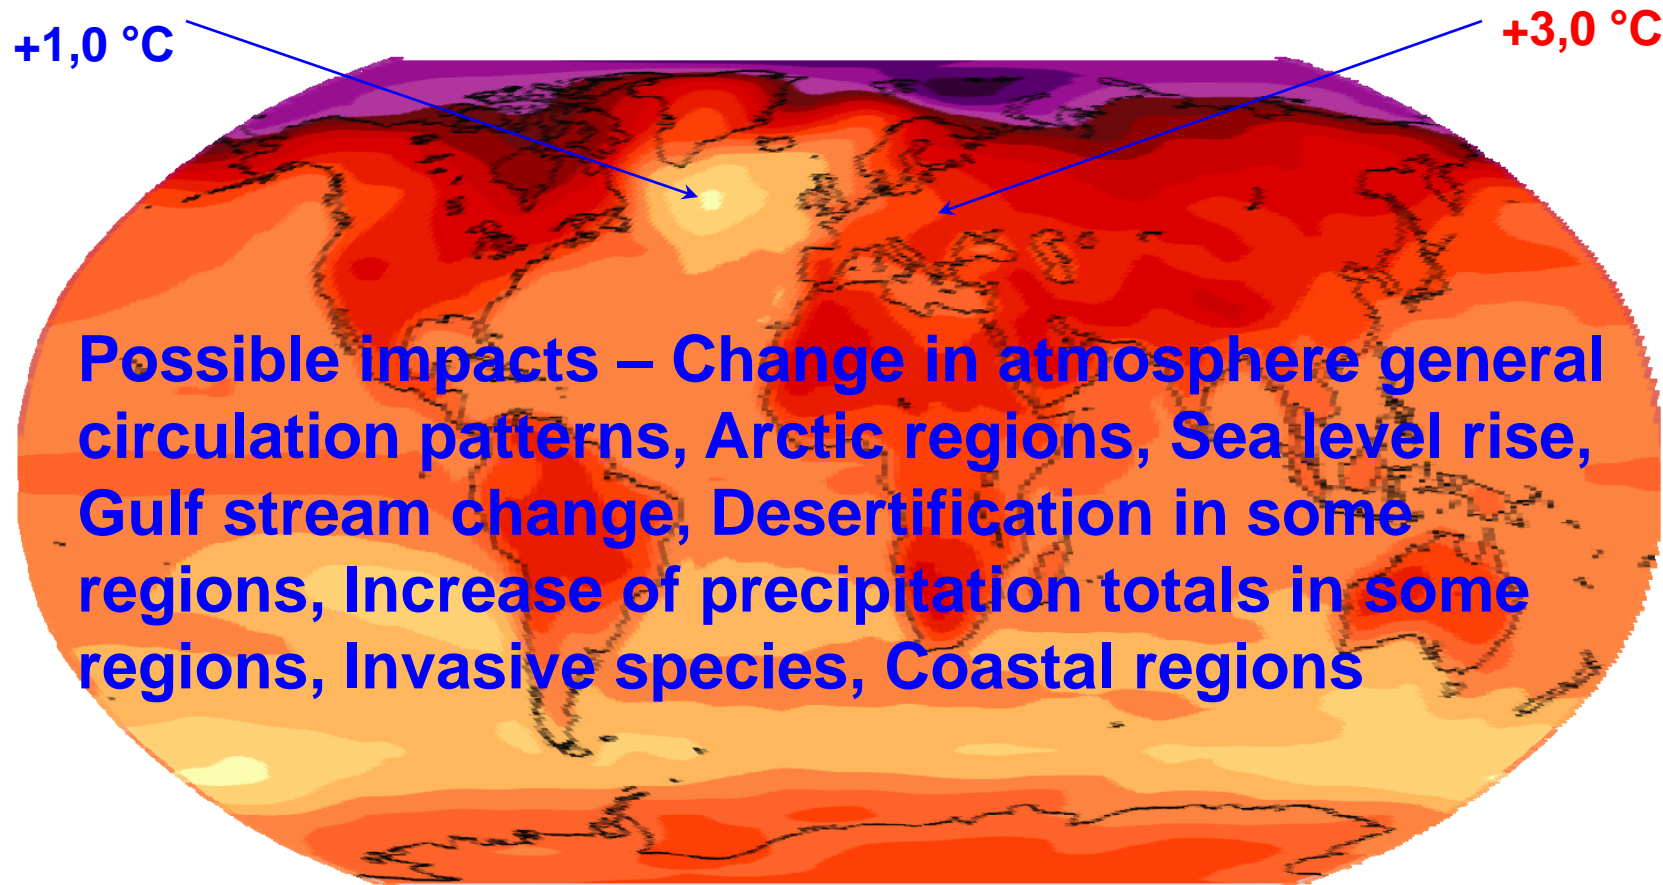 +1,0 °C
+3,0 °C
Possible impacts – Change in atmosphere general
circulation patterns, Arctic regions, Sea level rise,
Gulf stream change, Desertification in some
regions, Increase of precipitation totals in some
regions, Invasive species, Coastal regions